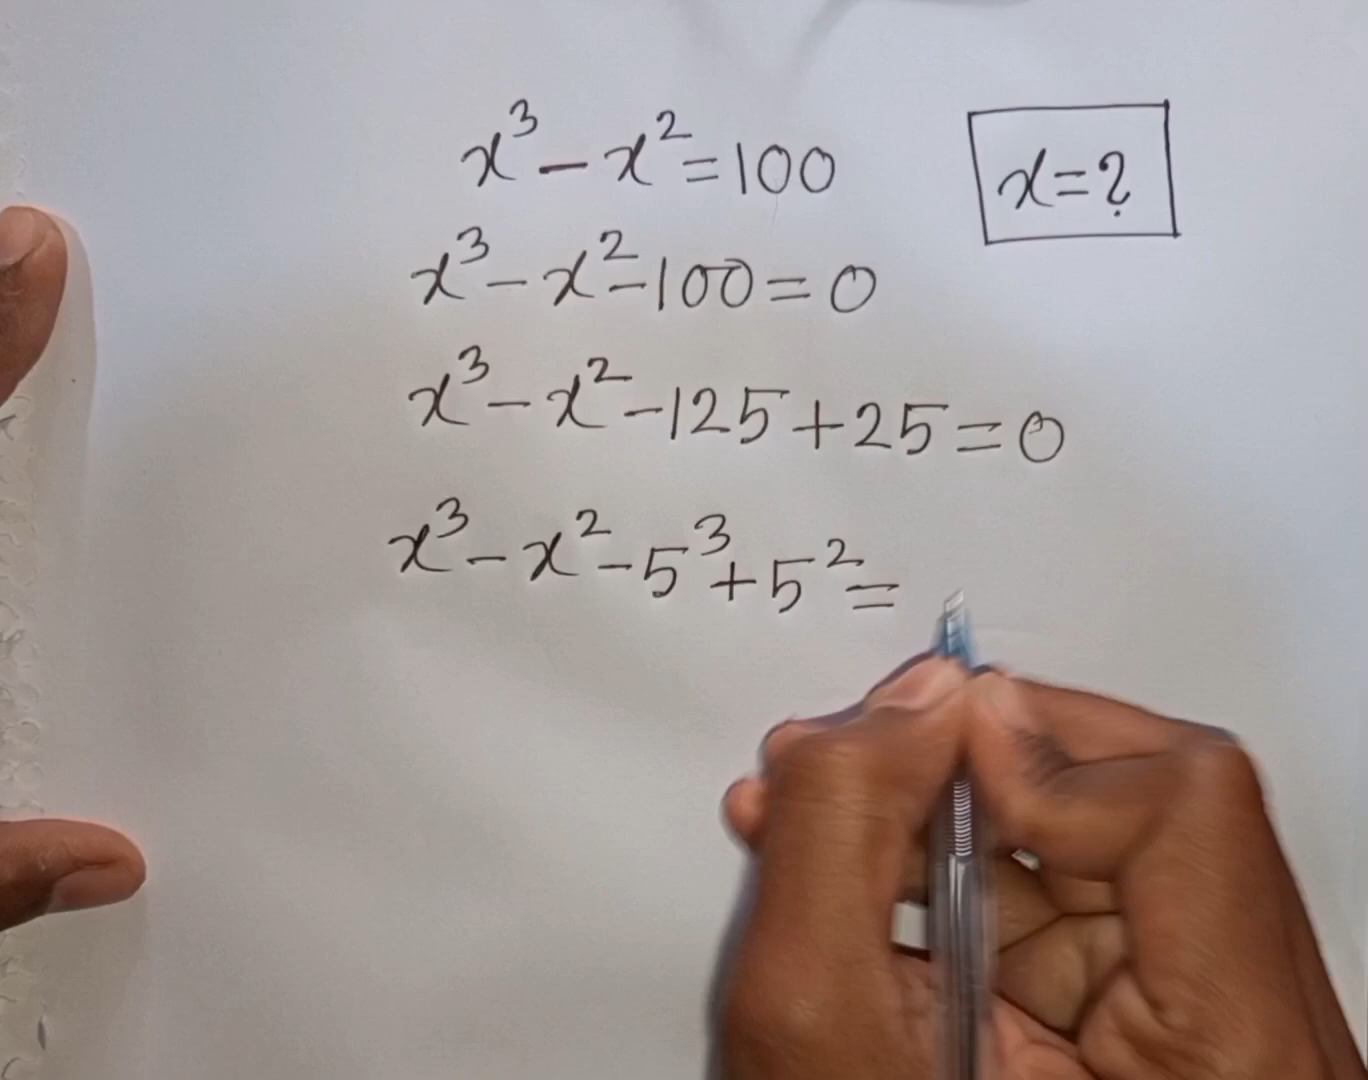 x³ - x² = 100
x = ?
x³ - x² - 100 = 0
x³ - x² - 125 + 25 = 0
x³ - x² - 5³ + 5² =